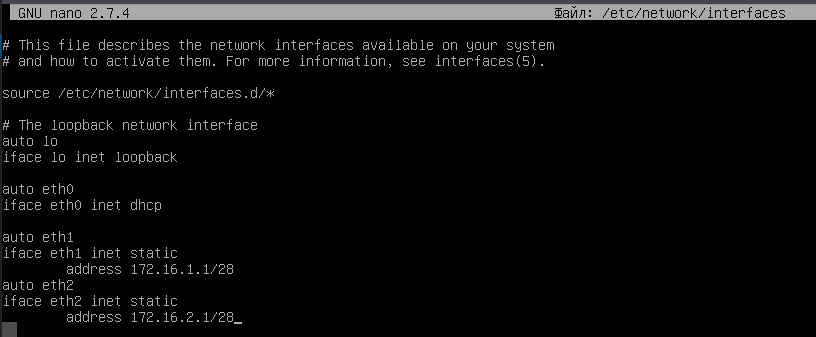 GNU nano 2.7.4 Файл: /etc/network/interfaces
# This file describes the network interfaces available on your system
# and how to activate them. For more information, see interfaces(5).
source /etc/network/interfaces.d/*
# The loopback network interface
auto lo
iface lo inet loopback
auto eth0
iface eth0 inet dhcp
auto eth1
iface eth1 inet static
address 172.16.1.1/28
auto eth2
iface eth2 inet static
address 172.16.2.1/28_